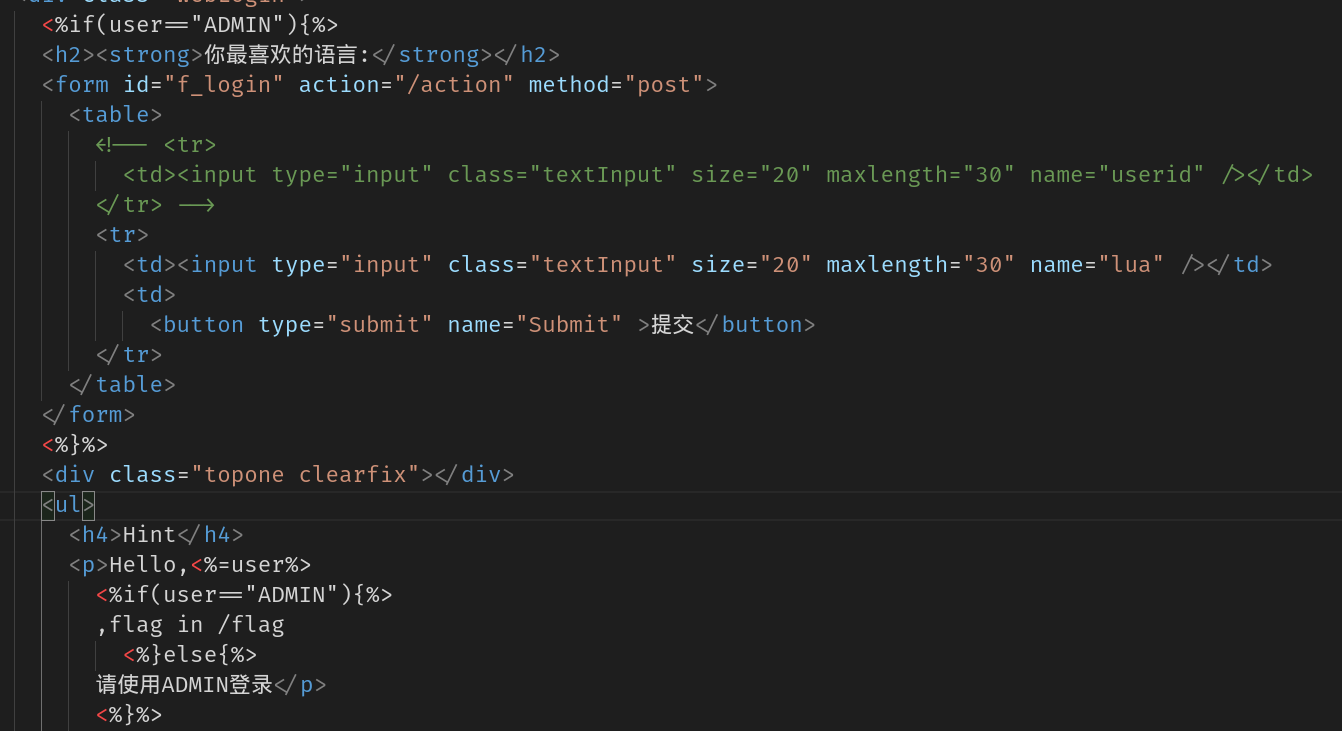 <%if(user=="ADMIN"){%>
<h2><strong>你最喜欢的语言:</strong></h2>
<form id="f_login" action="/action" method="post">
<table>
<!-- <tr>
<td><input type="input" class="textInput" size="20" maxlength="30" name="userid" /></td>
</tr> -->
<tr>
<td><input type="input" class="textInput" size="20" maxlength="30" name="lua" /></td>
<td>
<button type="submit" name="Submit" >提交</button>
</tr>
</table>
</form>
<%}%>
<div class="topone clearfix"></div>
<ul>
<h4>Hint</h4>
<p>Hello,<%=user%>
<%if(user=="ADMIN"){%>
,flag in /flag
<%}else{%>
请使用ADMIN登录</p>
<%}%>